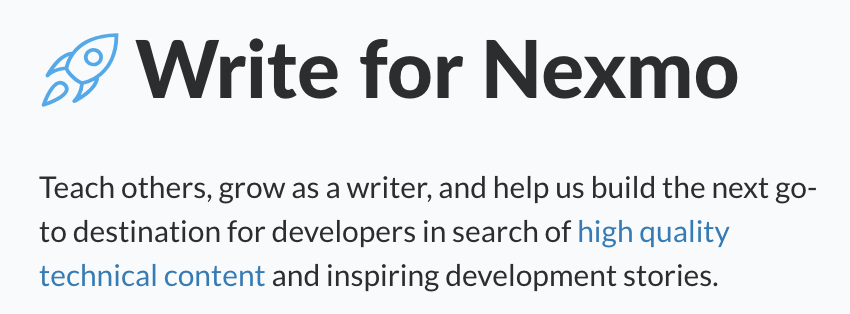 Write for Nexmo
Teach others, grow as a writer, and help us build the next go-
to destination for developers in search of high quality
technical content and inspiring development stories.